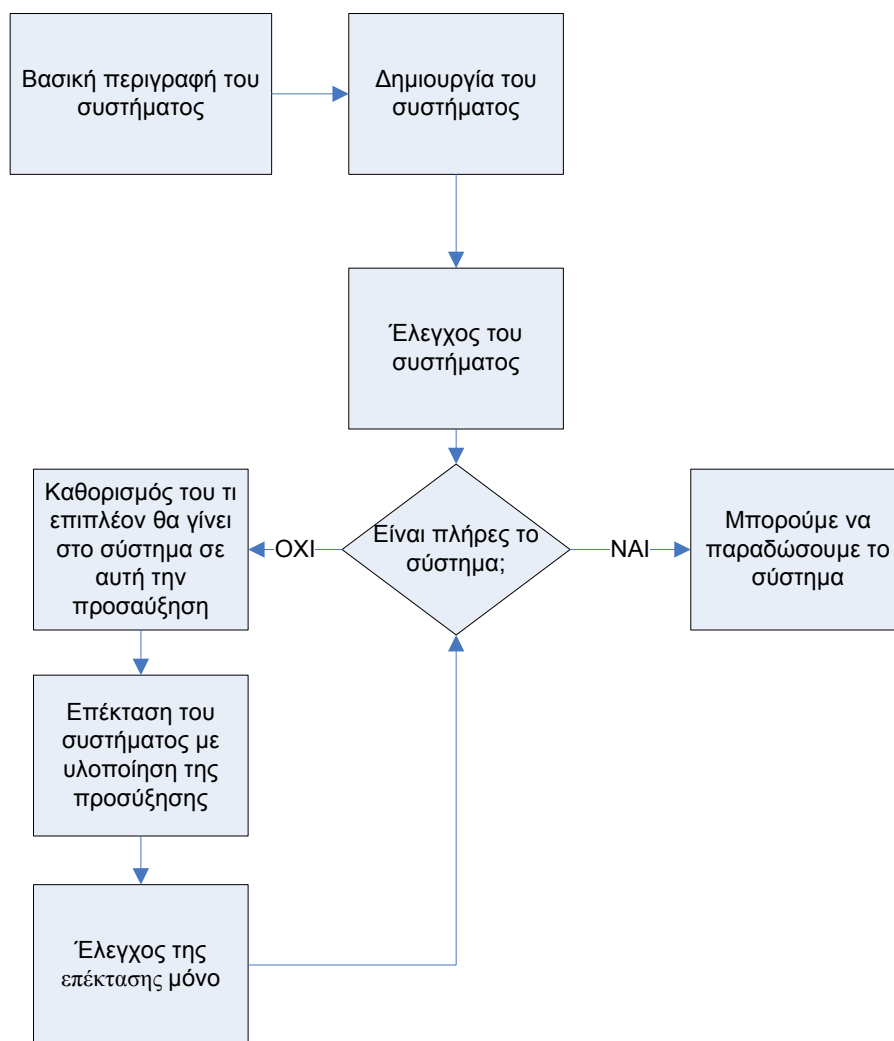 Βασική περιγραφή του
συστήματος
Δημιουργία του
συστήματος
Έλεγχος του
συστήματος
Είναι πλήρες το
σύστημα;
ΟΧΙ
ΝΑΙ
Καθορισμός του τι
επιπλέον θα γίνει
στο σύστημα σε
αυτή την
προσαύξηση
Μπορούμε να
παραδώσουμε το
σύστημα
Επέκταση του
συστήματος με
υλοποίηση της
προσύξησης
Έλεγχος της
επέκτασης μόνο